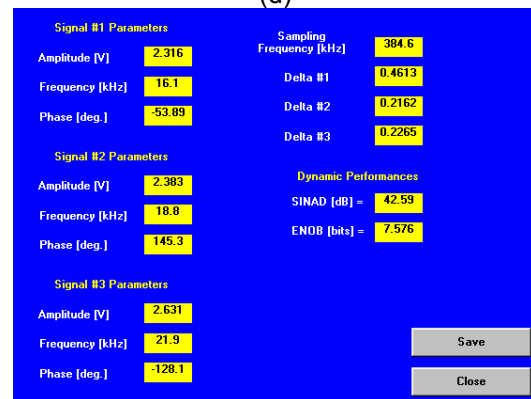 (d)
Signal #1 Parameters
Amplitude [V] 2.316
Frequency [kHz] 16.1
Phase [deg.] -53.89
Signal #2 Parameters
Amplitude [V] 2.383
Frequency [kHz] 18.8
Phase [deg.] 145.3
Signal #3 Parameters
Amplitude [V] 2.631
Frequency [kHz] 21.9
Phase [deg.] -128.1
Sampling
Frequency [kHz] 384.6
Delta #1 0.4613
Delta #2 0.2162
Delta #3 0.2265
Dynamic Performances
SINAD [dB] = 42.59
ENOB [bits] = 7.576
Save
Close